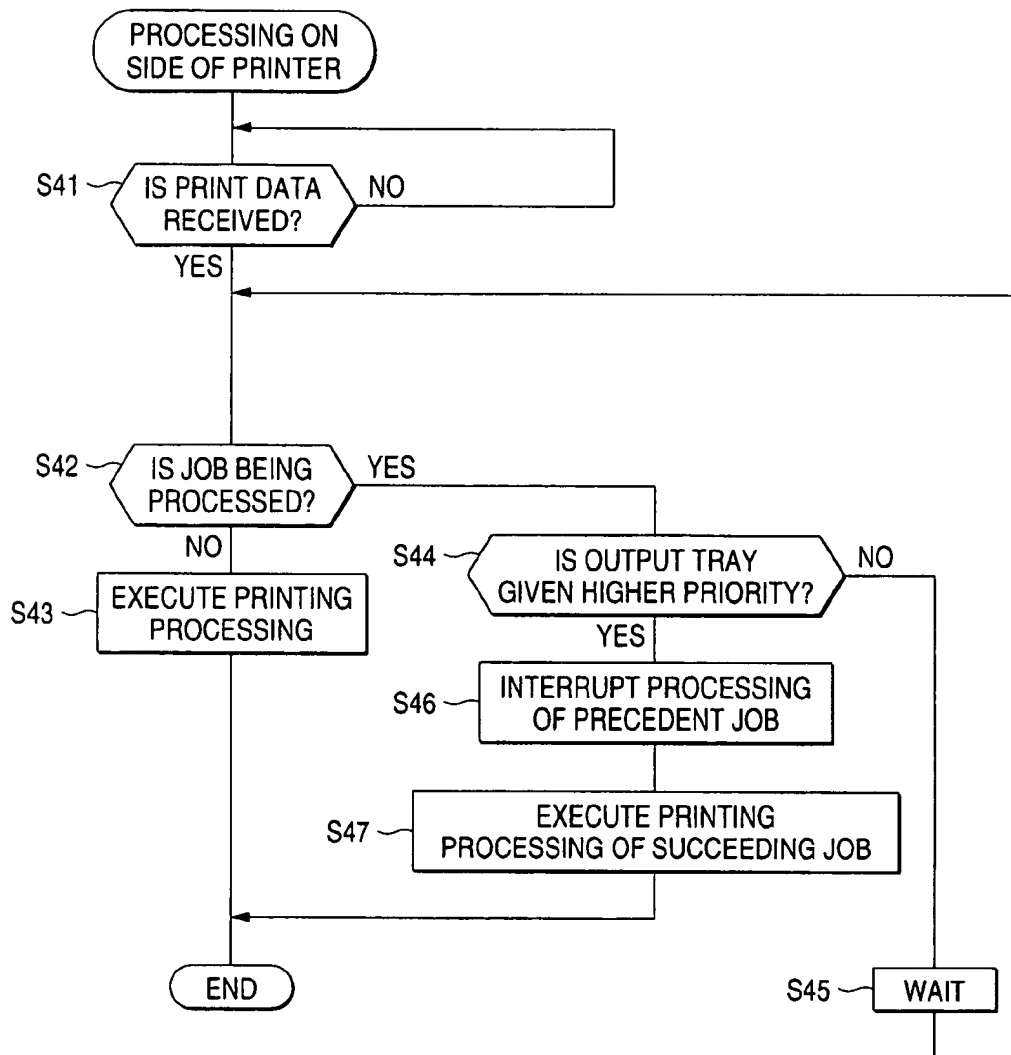 PROCESSING ON
SIDE OF PRINTER
S41
IS PRINT DATA
RECEIVED?
NO
YES
S42
IS JOB BEING
PROCESSED?
YES
NO
S43
EXECUTE PRINTING
PROCESSING
S44
IS OUTPUT TRAY
GIVEN HIGHER PRIORITY?
NO
YES
S46
INTERRUPT PROCESSING
OF PRECEDENT JOB
S47
EXECUTE PRINTING
PROCESSING OF SUCCEEDING JOB
END
S45
WAIT